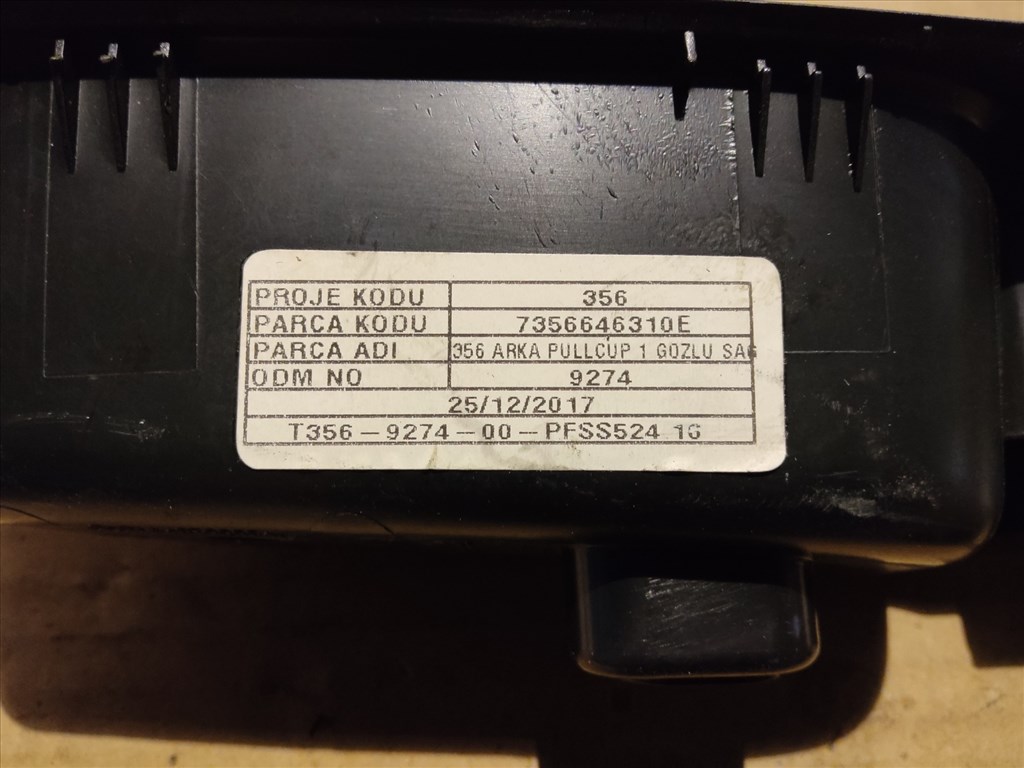 PROJE KODU 356
PARCA KODU 7356646310E
PARCA ADI 356 ARKA PULLCUP 1 GOZLU SAG
ODM NO 9274
25/12/2017
T356-9274-00-PFSS524 16